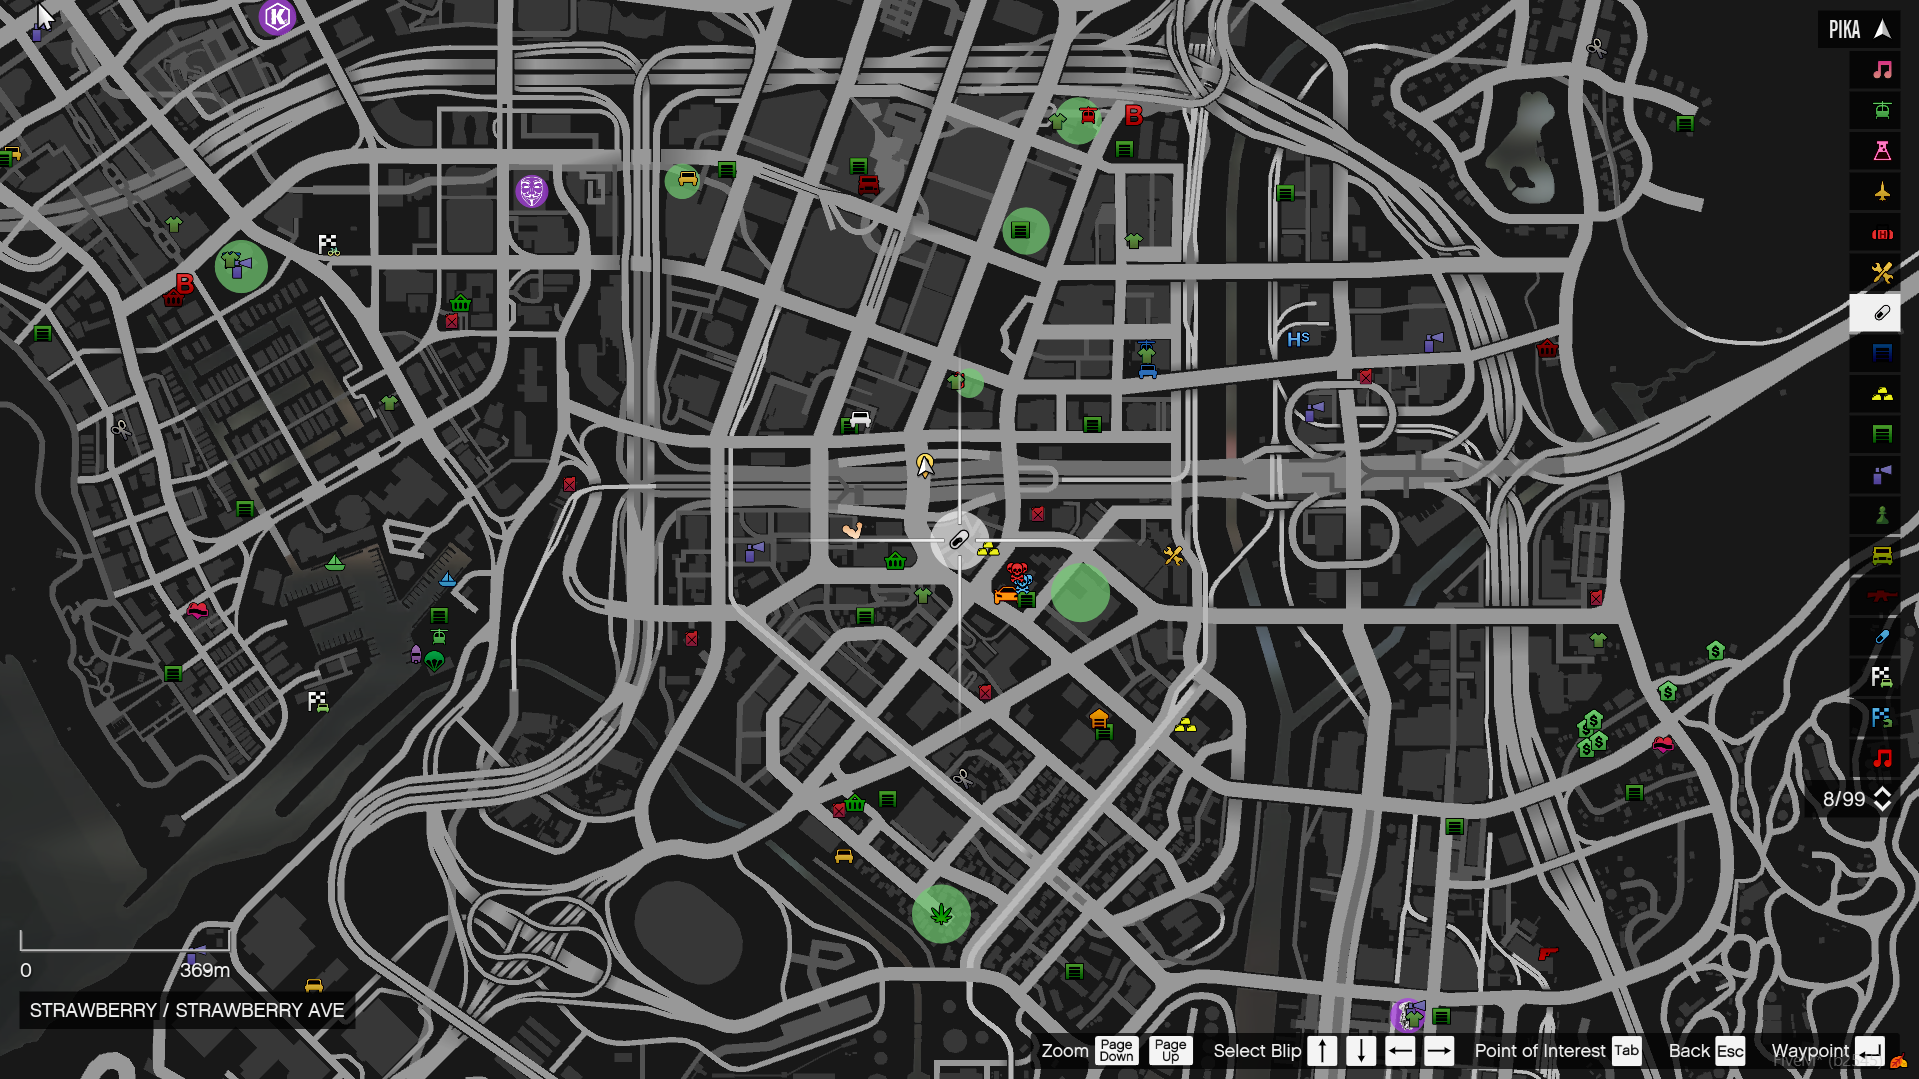 PIKA
K
B
B
Hs
8/99
0
369m
STRAWBERRY / STRAWBERRY AVE
Zoom Page Down Page Up Select Blip ↑ ↓ ← → Point of Interest Tab Back Esc Waypoint